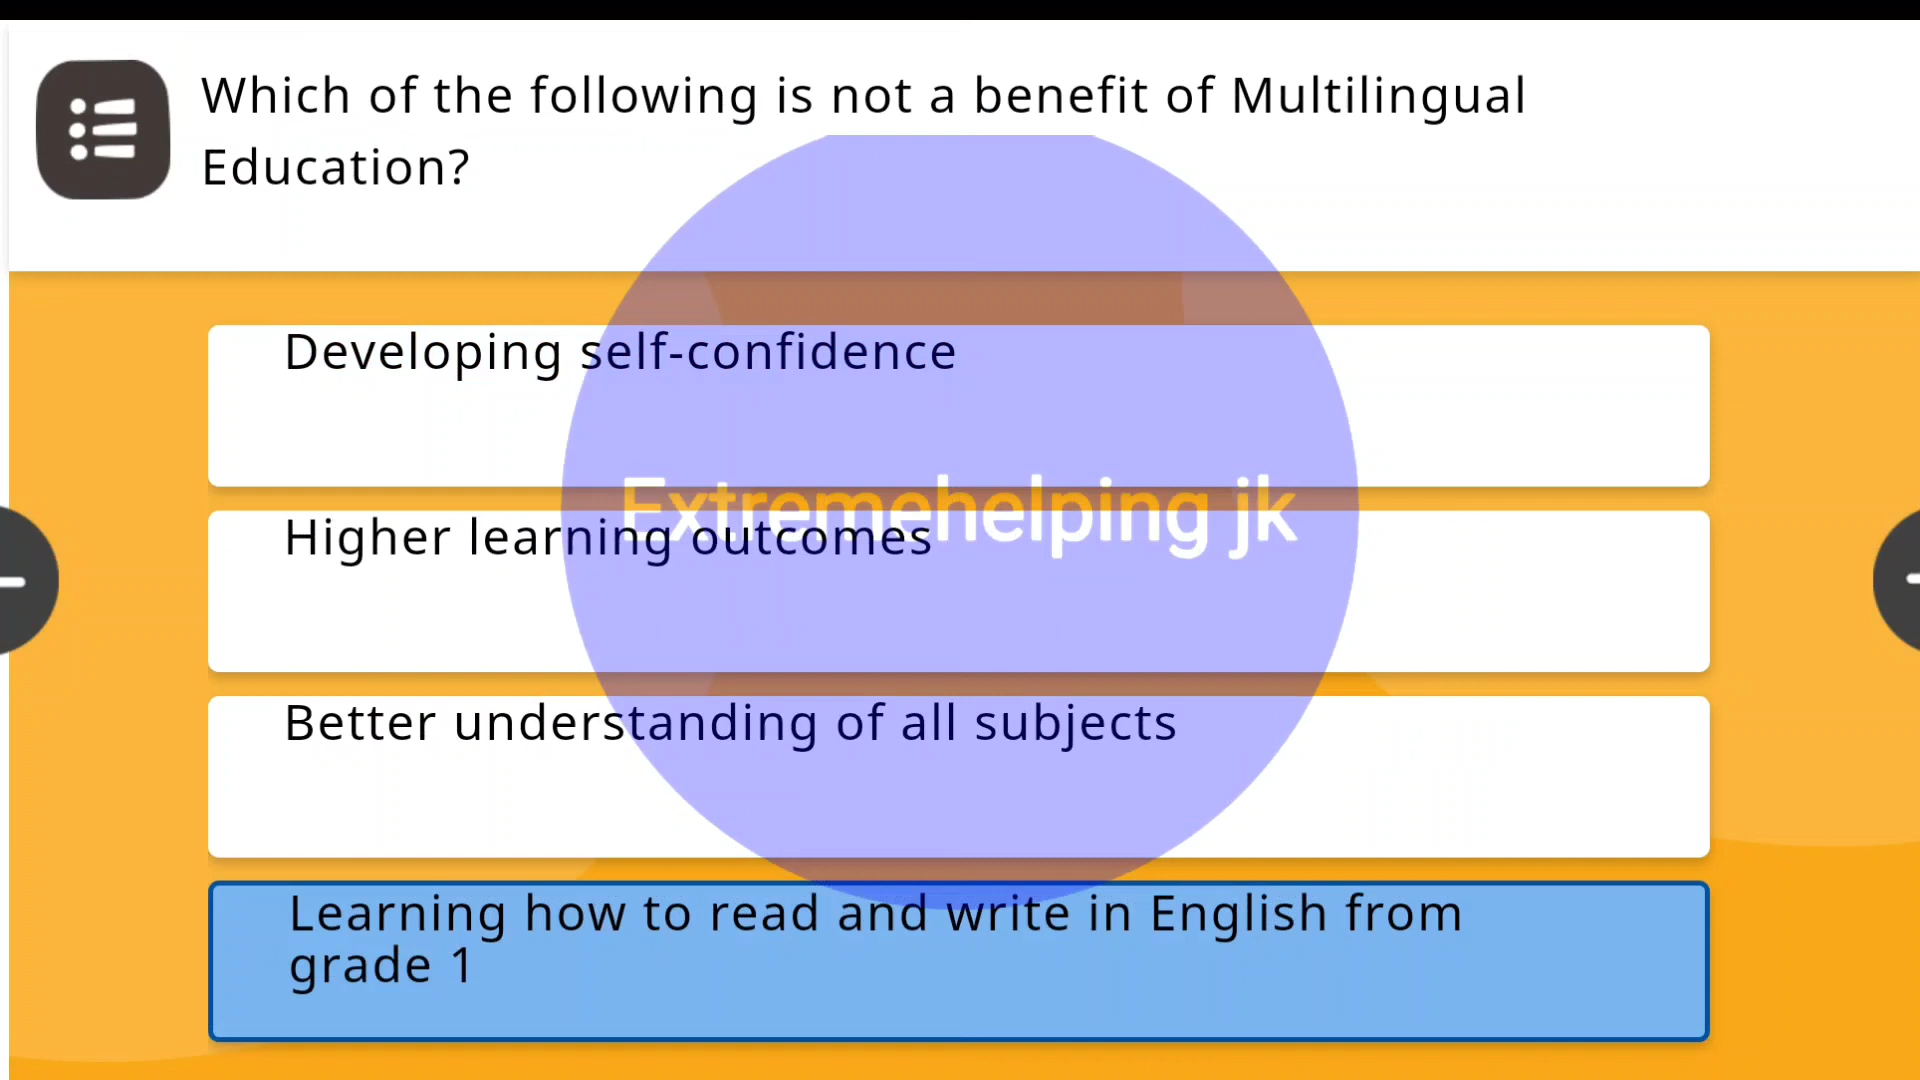 Which of the following is not a benefit of Multilingual
Education?
Developing self-confidence
Extremehelping jk
Higher learning outcomes
Better understanding of all subjects
Learning how to read and write in English from
grade 1